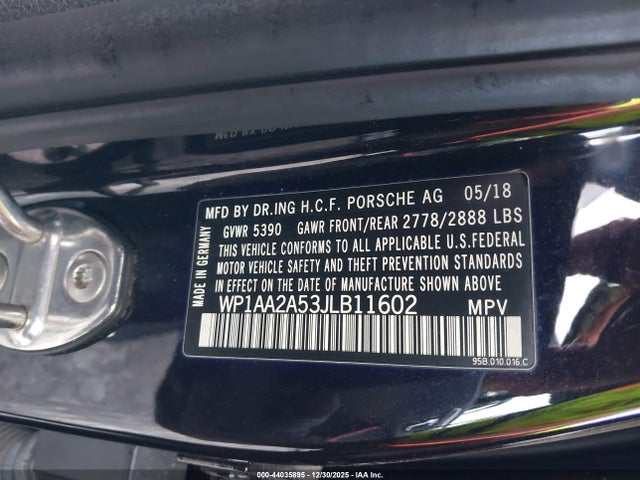 MFD BY DR.ING H.C.F. PORSCHE AG 05/18
GVWR 5390 GAWR FRONT/REAR 2778/2888 LBS
THIS VEHICLE CONFORMS TO ALL APPLICABLE U.S.FEDERAL
MOTOR VEHICLE SAFETY AND THEFT PREVENTION STANDARDS
IN EFFECT ON THE DATE OF MANUFACTURE SHOWN ABOVE.
WP1AA2A53JLB11602 MPV
MADE IN GERMANY
95B.010.016.C
000-44035895 - 12/30/2025 - IAAI.COM